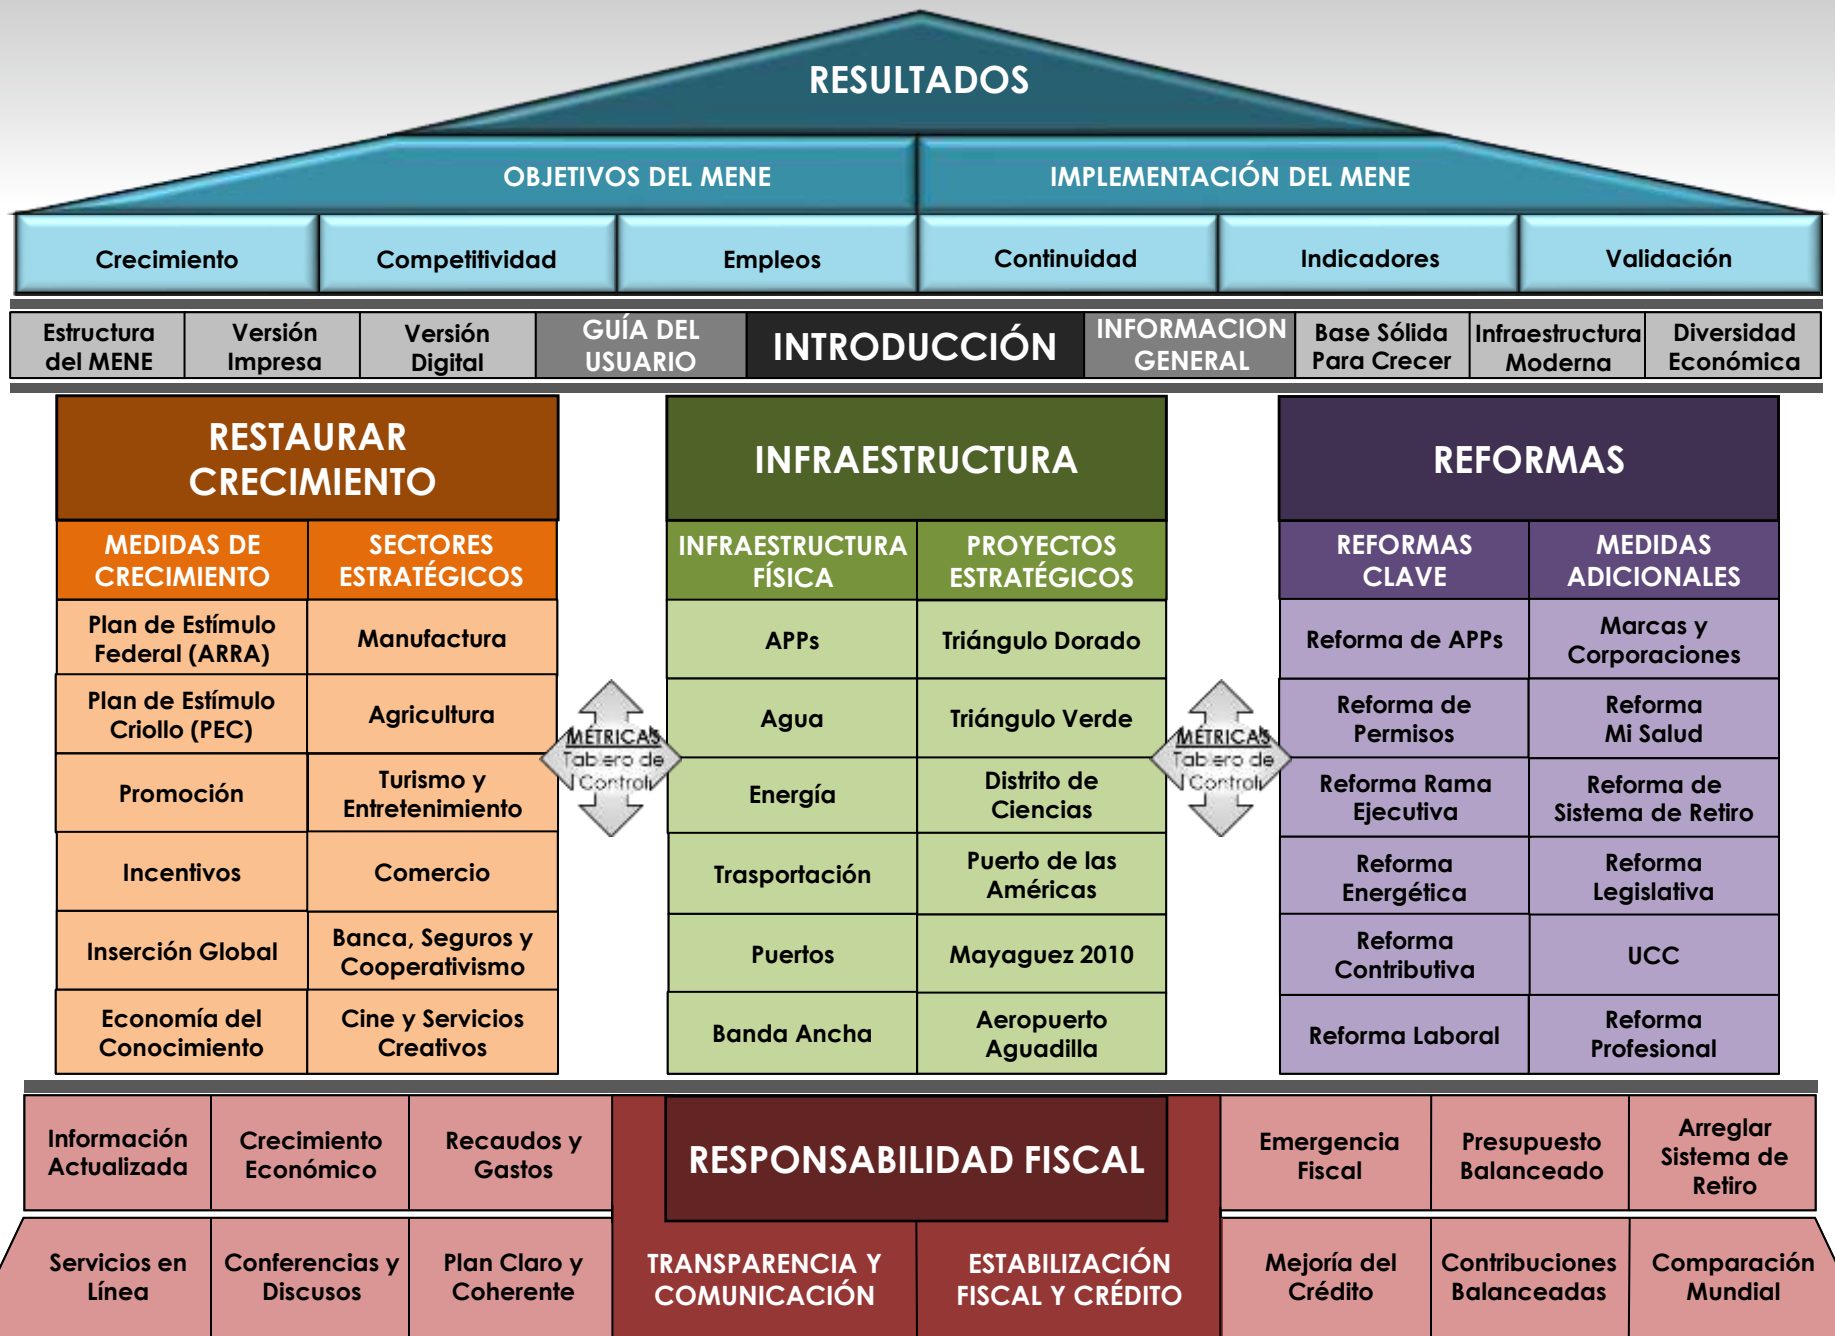 RESULTADOS
OBJETIVOS DEL MENE
IMPLEMENTACIÓN DEL MENE
Crecimiento
Competitividad
Empleos
Continuidad
Indicadores
Validación
Estructura
del MENE
Versión
Impresa
Versión
Digital
GUÍA DEL
USUARIO
INTRODUCCIÓN
INFORMACION
GENERAL
Base Sólida
Para Crecer
Infraestructura
Moderna
Diversidad
Económica
RESTAURAR
CRECIMIENTO
MEDIDAS DE
CRECIMIENTO
SECTORES
ESTRATÉGICOS
Plan de Estímulo
Federal (ARRA)
Manufactura
Plan de Estímulo
Criollo (PEC)
Agricultura
Promoción
Turismo y
Entretenimiento
Incentivos
Comercio
Inserción Global
Banca, Seguros y
Cooperativismo
Economía del
Conocimiento
Cine y Servicios
Creativos
MÉTRICAS
Tablero de
Control
INFRAESTRUCTURA
INFRAESTRUCTURA
FÍSICA
PROYECTOS
ESTRATÉGICOS
APPs
Triángulo Dorado
Agua
Triángulo Verde
Energía
Distrito de
Ciencias
Trasportación
Puerto de las
Américas
Puertos
Mayaguez 2010
Banda Ancha
Aeropuerto
Aguadilla
MÉTRICAS
Tablero de
Control
REFORMAS
REFORMAS
CLAVE
MEDIDAS
ADICIONALES
Reforma de APPs
Marcas y
Corporaciones
Reforma de
Permisos
Reforma
Mi Salud
Reforma Rama
Ejecutiva
Reforma de
Sistema de Retiro
Reforma
Energética
Reforma
Legislativa
Reforma
Contributiva
UCC
Reforma Laboral
Reforma
Profesional
Información
Actualizada
Crecimiento
Económico
Recaudos y
Gastos
RESPONSABILIDAD FISCAL
Emergencia
Fiscal
Presupuesto
Balanceado
Arreglar
Sistema de
Retiro
Servicios en
Línea
Conferencias y
Discusos
Plan Claro y
Coherente
TRANSPARENCIA Y
COMUNICACIÓN
ESTABILIZACIÓN
FISCAL Y CRÉDITO
Mejoría del
Crédito
Contribuciones
Balanceadas
Comparación
Mundial